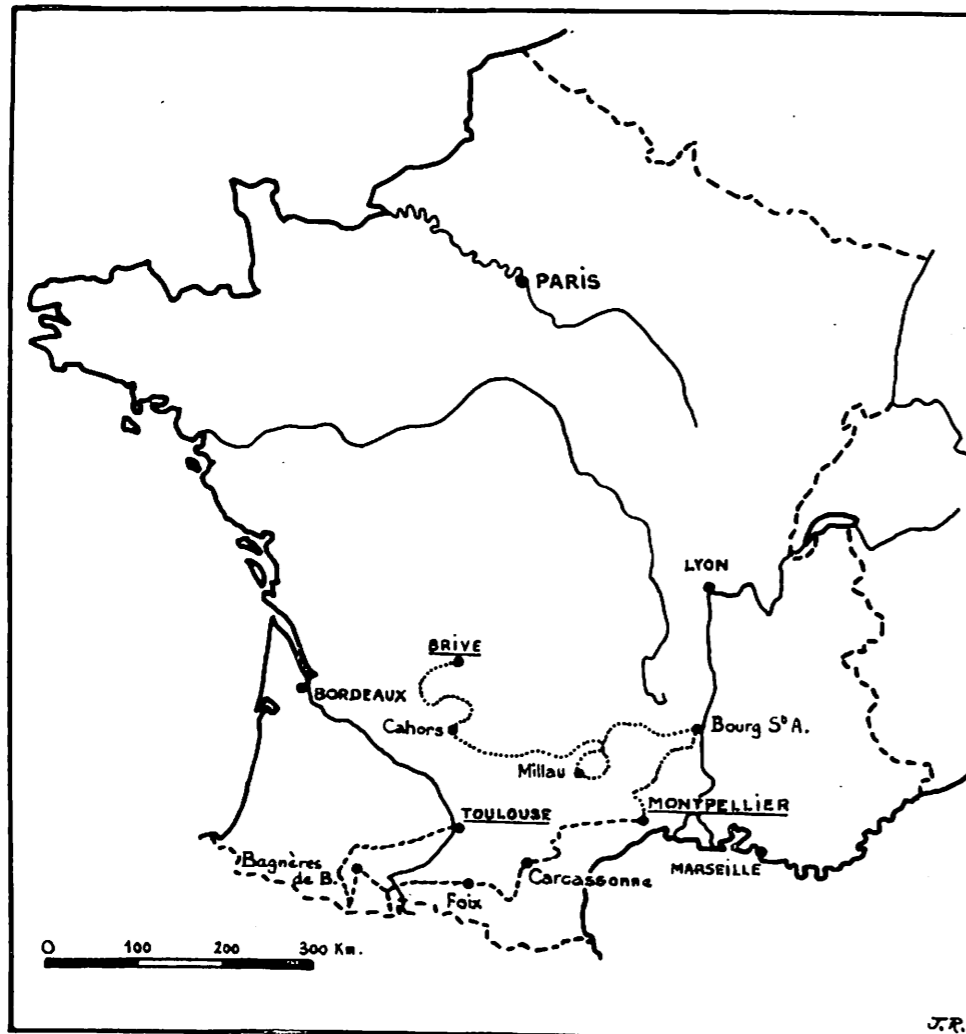 PARIS
LYON
BRIVE
BORDEAUX
Cahors
Bourg S^t A.
Millau
MONTPELLIER
TOULOUSE
Bagnères
de B.
Carcassonne
MARSEILLE
Foix
0 100 200 300 Km.
J.R.